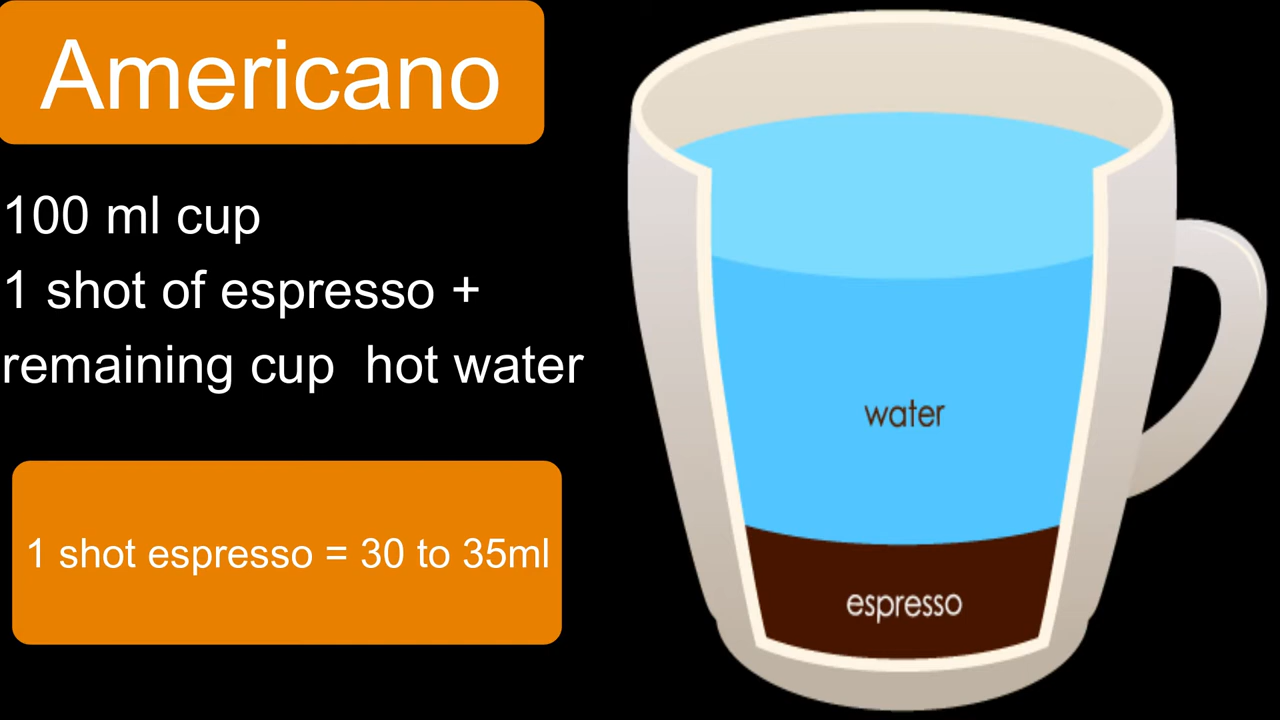 Americano
100 ml cup
1 shot of espresso +
remaining cup  hot water
1 shot espresso = 30 to 35ml
water
espresso